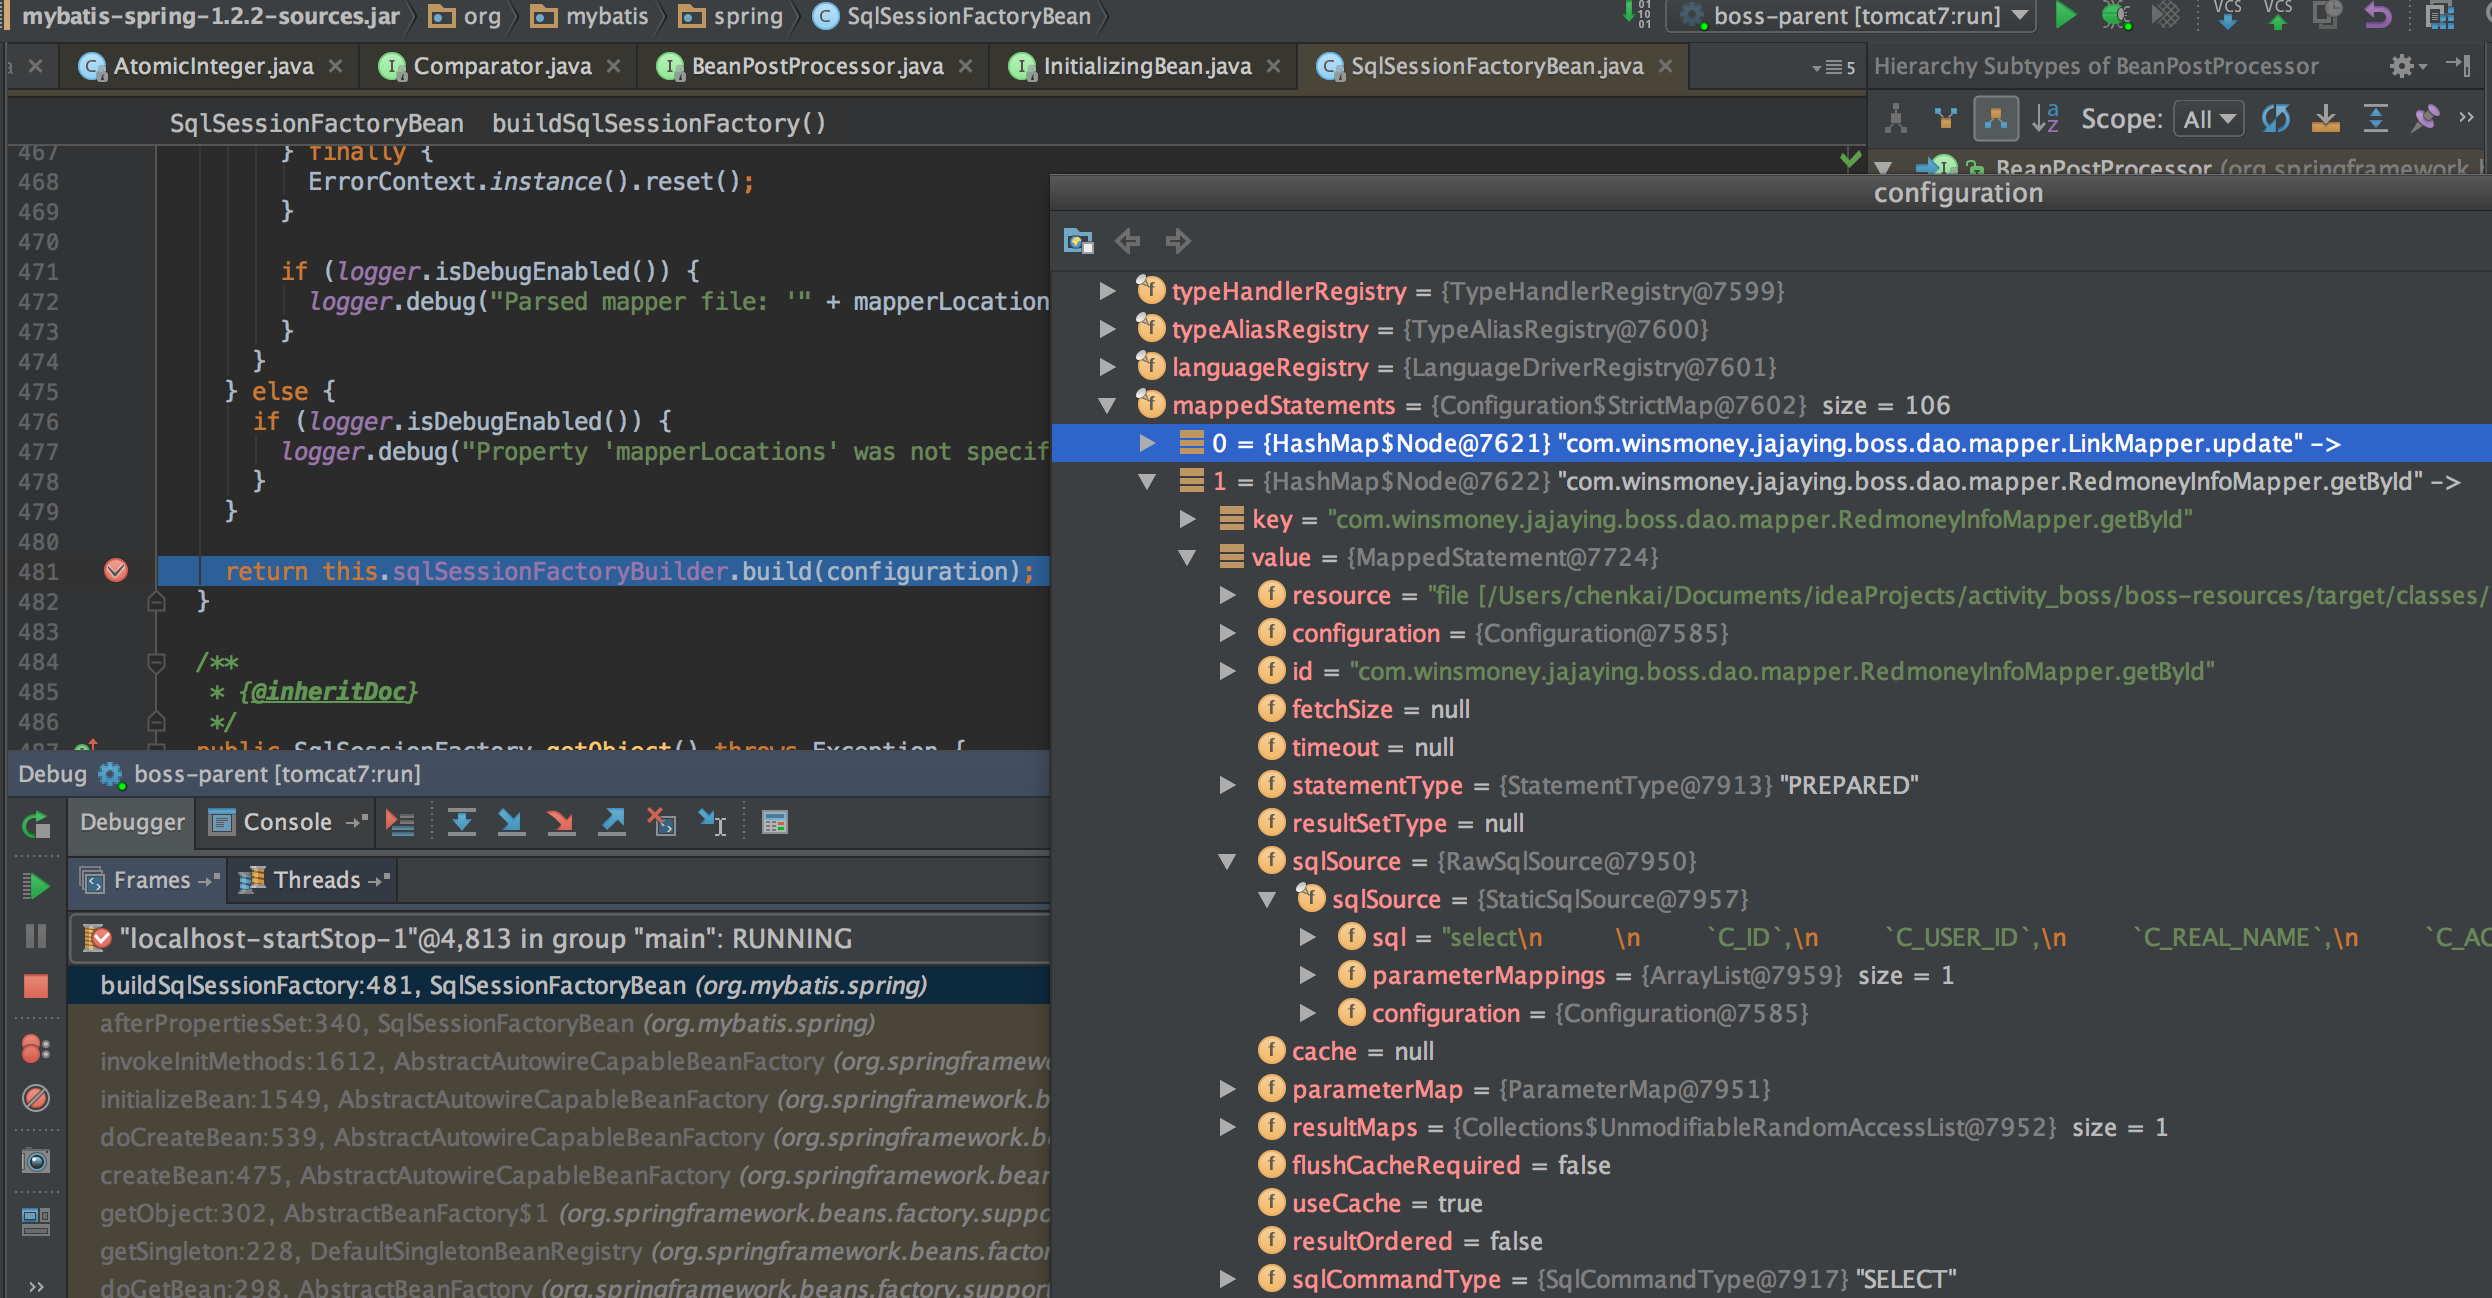 mybatis-spring-1.2.2-sources.jar org mybatis spring SqlSessionFactoryBean
boss-parent [tomcat7:run]
VCS VCS
AtomicInteger.java Comparator.java BeanPostProcessor.java InitializingBean.java SqlSessionFactoryBean.java 5
Hierarchy Subtypes of BeanPostProcessor
SqlSessionFactoryBean buildSqlSessionFactory()
Scope: All
BeanPostProcessor (org.springframework.
467 } finally {
468 ErrorContext.instance().reset();
469 }
470
471 if (logger.isDebugEnabled()) {
472 logger.debug("Parsed mapper file: '" + mapperLocation
473 }
474 }
475 } else {
476 if (logger.isDebugEnabled()) {
477 logger.debug("Property 'mapperLocations' was not specif
478 }
479 }
480
481 return this.sqlSessionFactoryBuilder.build(configuration);
482 }
483
484 /**
485 * {@inheritDoc}
486 */
487 public SqlSessionFactory getObject() throws Exception {
configuration
typeHandlerRegistry = {TypeHandlerRegistry@7599}
typeAliasRegistry = {TypeAliasRegistry@7600}
languageRegistry = {LanguageDriverRegistry@7601}
mappedStatements = {Configuration$StrictMap@7602} size = 106
0 = {HashMap$Node@7621} "com.winsmoney.jajaying.boss.dao.mapper.LinkMapper.update" ->
1 = {HashMap$Node@7622} "com.winsmoney.jajaying.boss.dao.mapper.RedmoneyInfoMapper.getById" ->
key = "com.winsmoney.jajaying.boss.dao.mapper.RedmoneyInfoMapper.getById"
value = {MappedStatement@7724}
resource = "file [/Users/chenkai/Documents/ideaProjects/activity_boss/boss-resources/target/classes/
configuration = {Configuration@7585}
id = "com.winsmoney.jajaying.boss.dao.mapper.RedmoneyInfoMapper.getById"
fetchSize = null
timeout = null
statementType = {StatementType@7913} "PREPARED"
resultSetType = null
sqlSource = {RawSqlSource@7950}
sqlSource = {StaticSqlSource@7957}
sql = "select\n \n `C_ID`,\n `C_USER_ID`,\n `C_REAL_NAME`,\n `C_AC
parameterMappings = {ArrayList@7959} size = 1
configuration = {Configuration@7585}
cache = null
parameterMap = {ParameterMap@7951}
resultMaps = {Collections$UnmodifiableRandomAccessList@7952} size = 1
flushCacheRequired = false
useCache = true
resultOrdered = false
sqlCommandType = {SqlCommandType@7917} "SELECT"
Debug boss-parent [tomcat7:run]
Debugger Console
Frames Threads
"localhost-startStop-1"@4,813 in group "main": RUNNING
buildSqlSessionFactory:481, SqlSessionFactoryBean (org.mybatis.spring)
afterPropertiesSet:340, SqlSessionFactoryBean (org.mybatis.spring)
invokeInitMethods:1612, AbstractAutowireCapableBeanFactory (org.springframewo
initializeBean:1549, AbstractAutowireCapableBeanFactory (org.springframework.b
doCreateBean:539, AbstractAutowireCapableBeanFactory (org.springframework.be
createBean:475, AbstractAutowireCapableBeanFactory (org.springframework.bean
getObject:302, AbstractBeanFactory$1 (org.springframework.beans.factory.suppo
getSingleton:228, DefaultSingletonBeanRegistry (org.springframework.beans.factor
doGetBean:298, AbstractBeanFactory (org.springframework.beans.factory.support